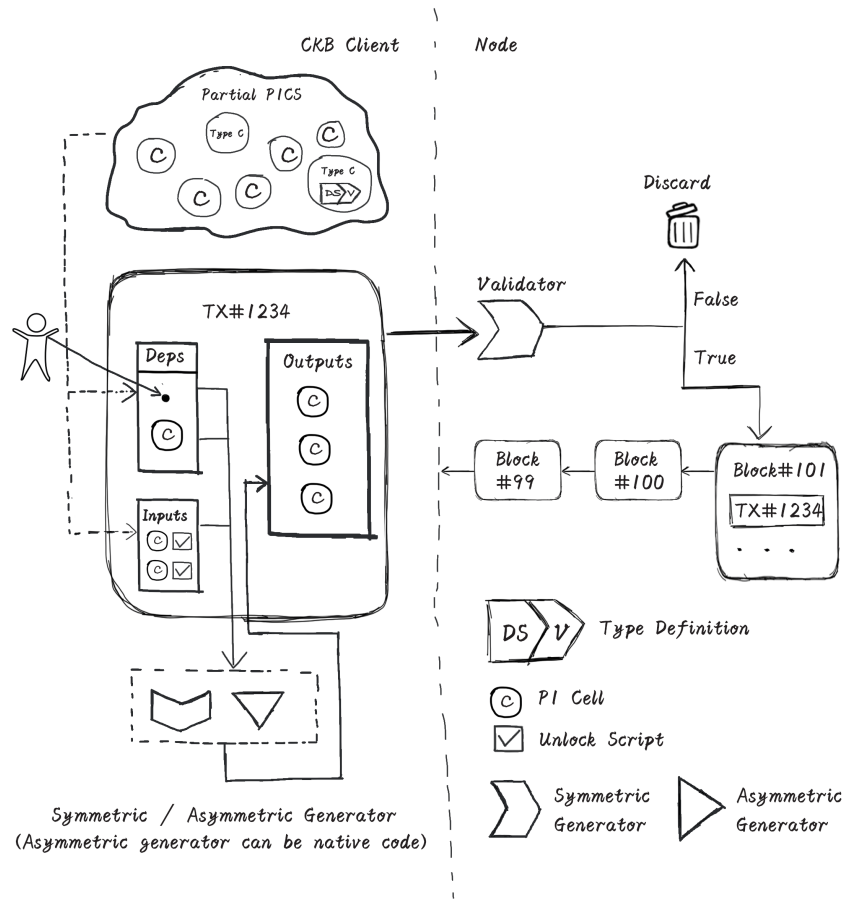 CKB Client
Node
Partial P1CS
C
Type C
C
C
C
C
Type C
DS V
Discard
Validator
False
True
TX#1234
Deps
C
Outputs
C
C
C
Inputs
C
C
Block
#99
Block
#100
Block#101
TX#1234
. . .
DS V
Type Definition
C
P1 Cell
Unlock Script
Symmetric
Generator
Asymmetric
Generator
Symmetric / Asymmetric Generator
(Asymmetric generator can be native code)